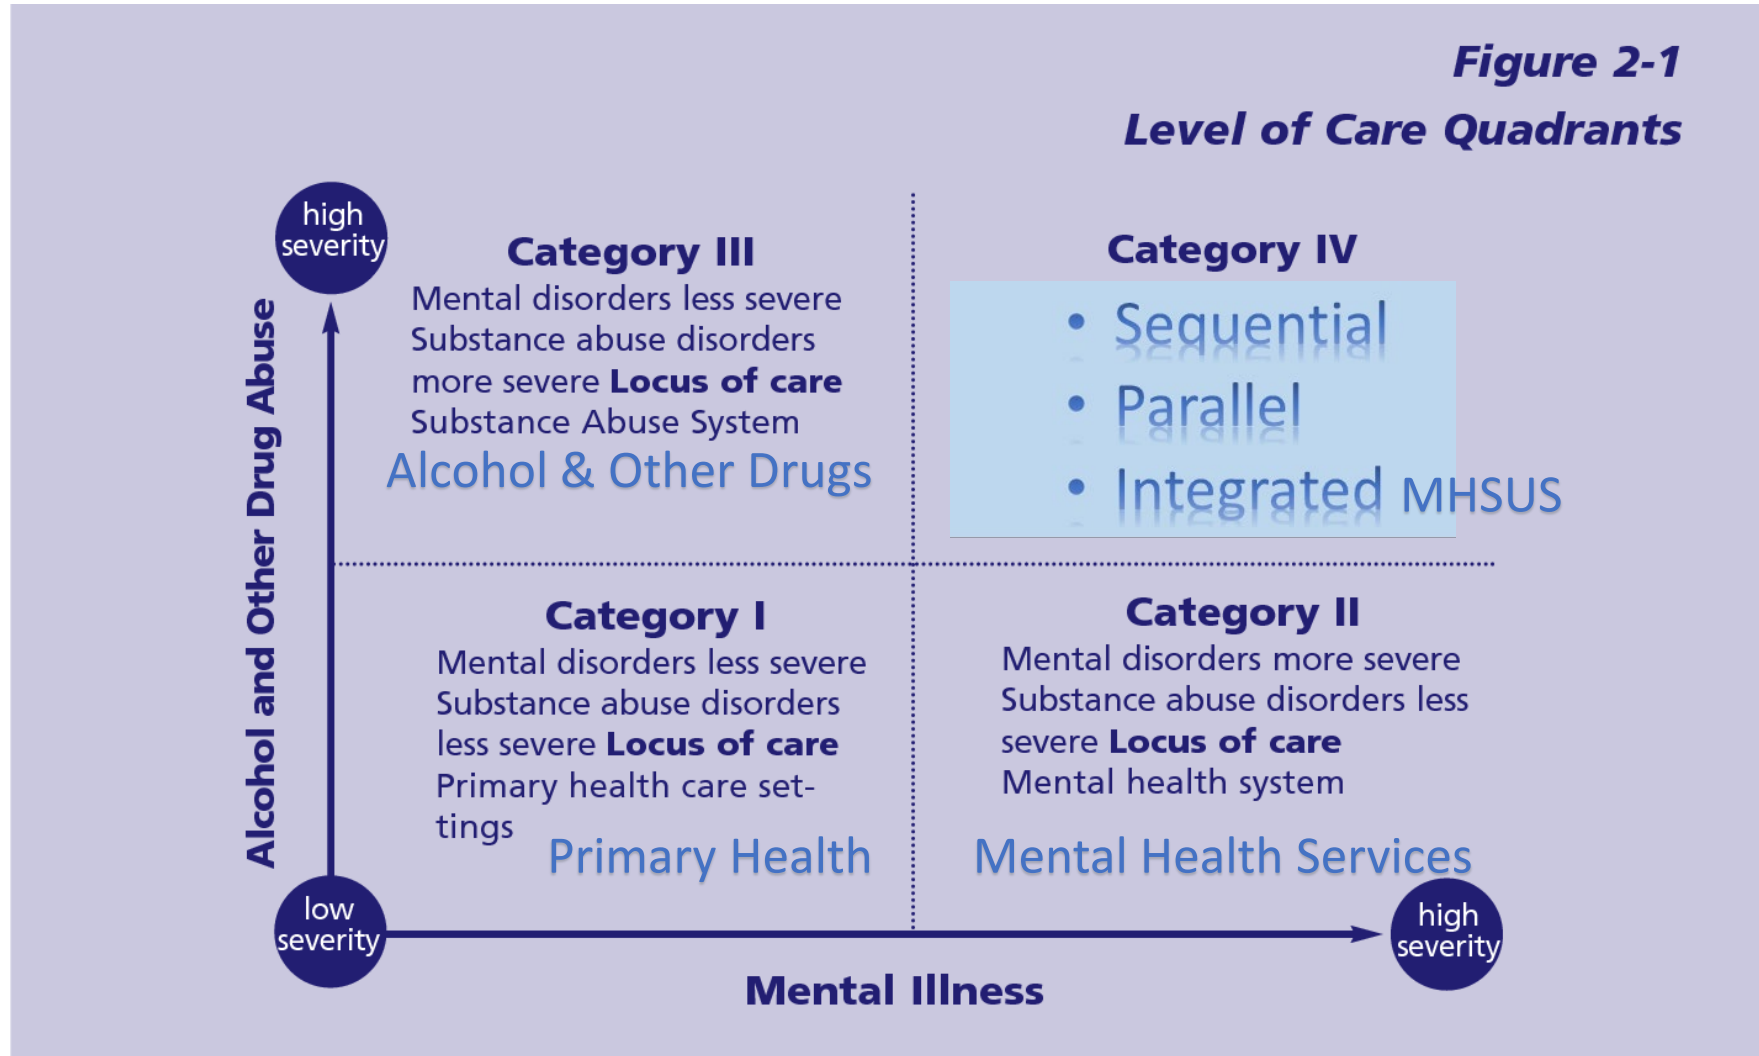 Figure 2-1
Level of Care Quadrants
high
severity
Category III
Mental disorders less severe
Substance abuse disorders
more severe Locus of care
Substance Abuse System
Alcohol & Other Drugs
Category IV
• Sequential
• Parallel
• Integrated MHSUS
Alcohol and Other Drug Abuse
Category I
Mental disorders less severe
Substance abuse disorders
less severe Locus of care
Primary health care set-
tings
Primary Health
Category II
Mental disorders more severe
Substance abuse disorders less
severe Locus of care
Mental health system
Mental Health Services
low
severity
high
severity
Mental Illness